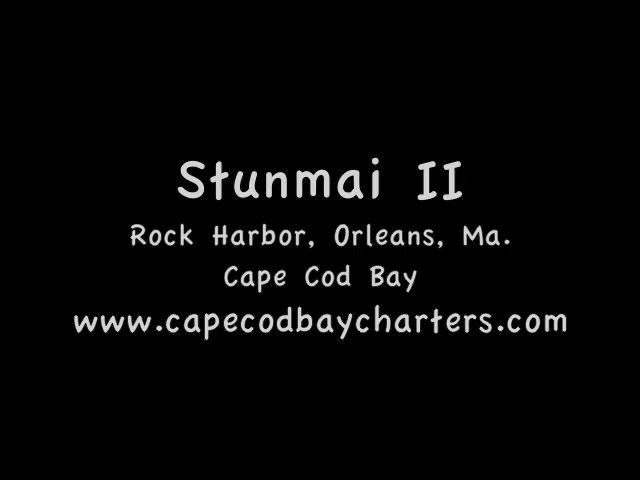 Stunmai II
Rock Harbor, Orleans, Ma.
Cape Cod Bay
www.capecodbaycharters.com